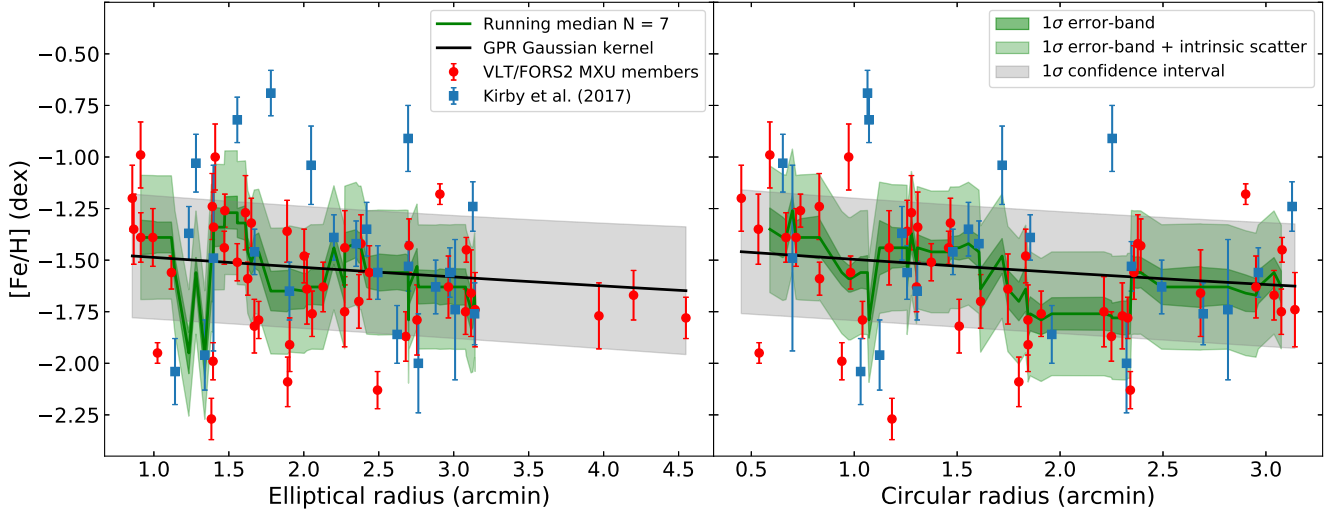 Running median N = 7
GPR Gaussian kernel
VLT/FORS2 MXU members
Kirby et al. (2017)
1σ error-band
1σ error-band + intrinsic scatter
1σ confidence interval
[Fe/H] (dex)
−0.50
−0.75
−1.00
−1.25
−1.50
−1.75
−2.00
−2.25
1.0 1.5 2.0 2.5 3.0 3.5 4.0 4.5
0.5 1.0 1.5 2.0 2.5 3.0
Elliptical radius (arcmin)
Circular radius (arcmin)